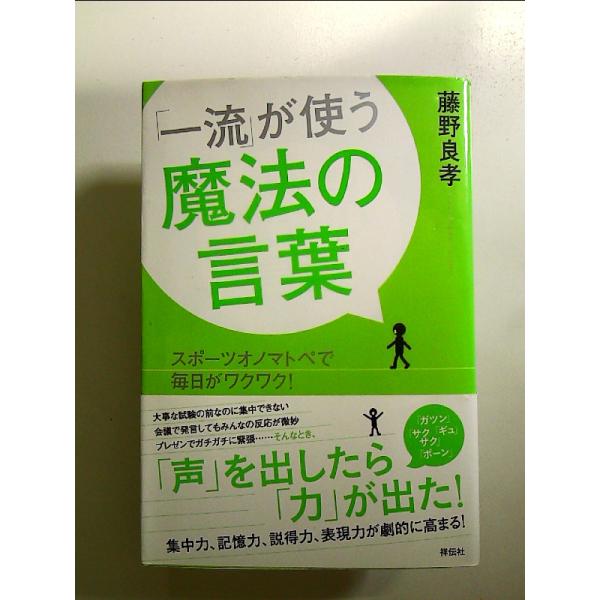 「一流」が使う
魔法の
言葉
藤野良孝
スポーツオノマトペで
毎日がワクワク!
大事な試験の前なのに集中できない
会議で発言してもみんなの反応が微妙
プレゼンでガチガチに緊張……そんなとき、
「ガツン」
「サク 「ギュ」
サク」
「ポーン」
「声」を出したら
「力」が出た!
集中力、記憶力、説得力、表現力が劇的に高まる!
祥伝社